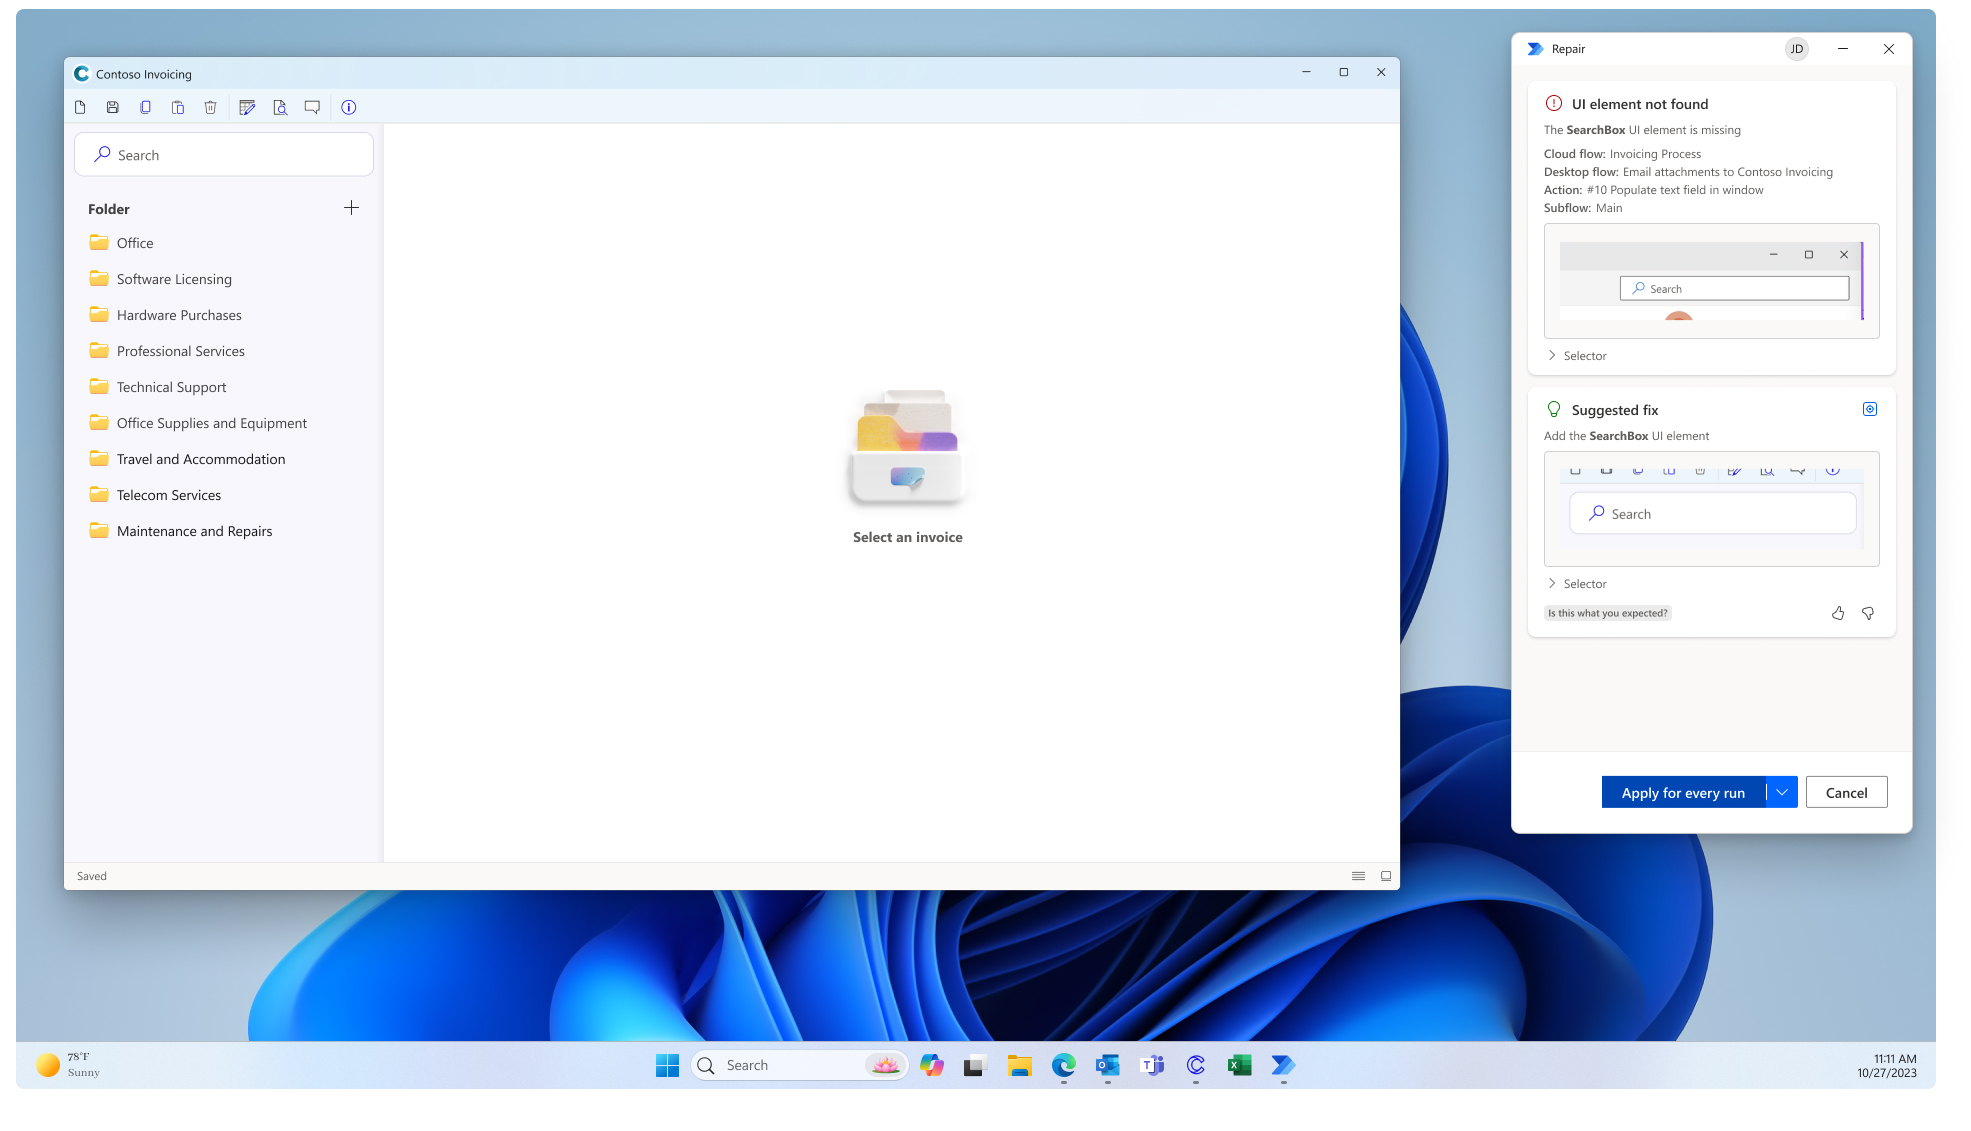 Contoso Invoicing
Search
Folder
Office
Software Licensing
Hardware Purchases
Professional Services
Technical Support
Office Supplies and Equipment
Travel and Accommodation
Telecom Services
Maintenance and Repairs
Select an invoice
Saved
Repair
JD
UI element not found
The SearchBox UI element is missing
Cloud flow: Invoicing Process
Desktop flow: Email attachments to Contoso Invoicing
Action: #10 Populate text field in window
Subflow: Main
Search
Selector
Suggested fix
Add the SearchBox UI element
Search
Selector
Is this what you expected?
Apply for every run
Cancel
78°F
Sunny
Search
11:11 AM
10/27/2023